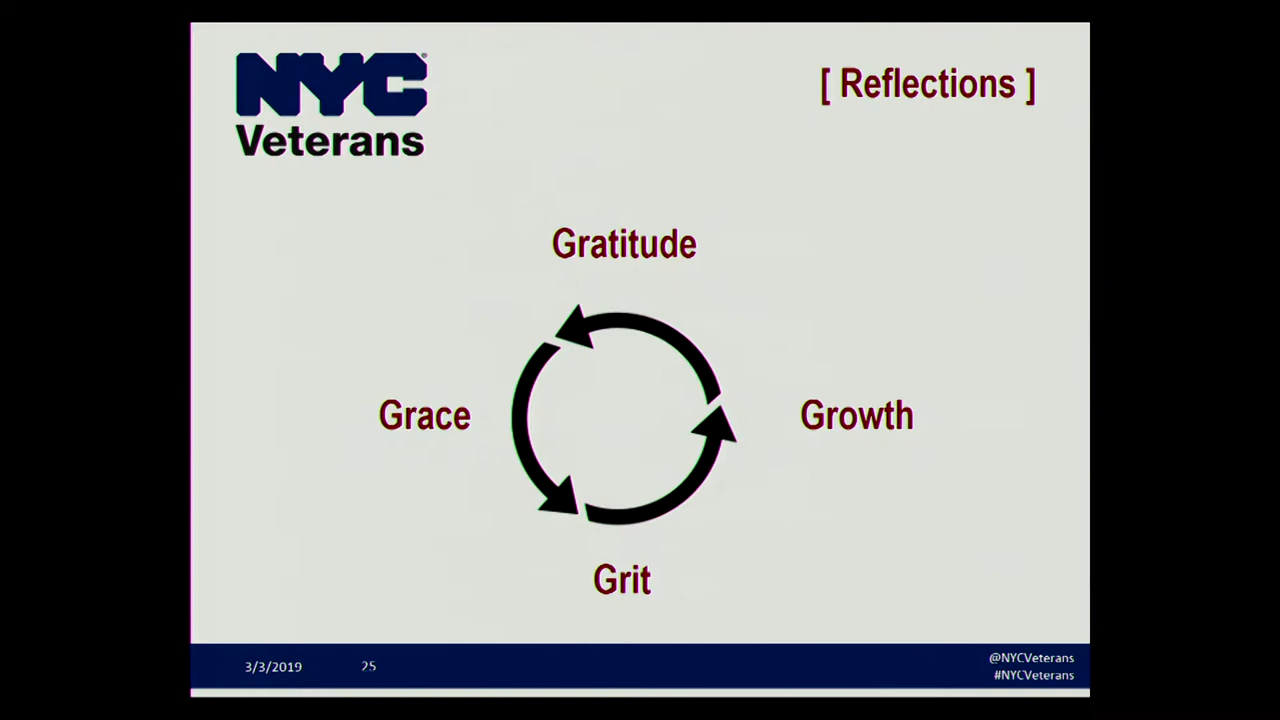 NYC®
Veterans
[ Reflections ]
Gratitude
Grace
Growth
Grit
3/3/2019
25
@NYCVeterans
#NYCVeterans